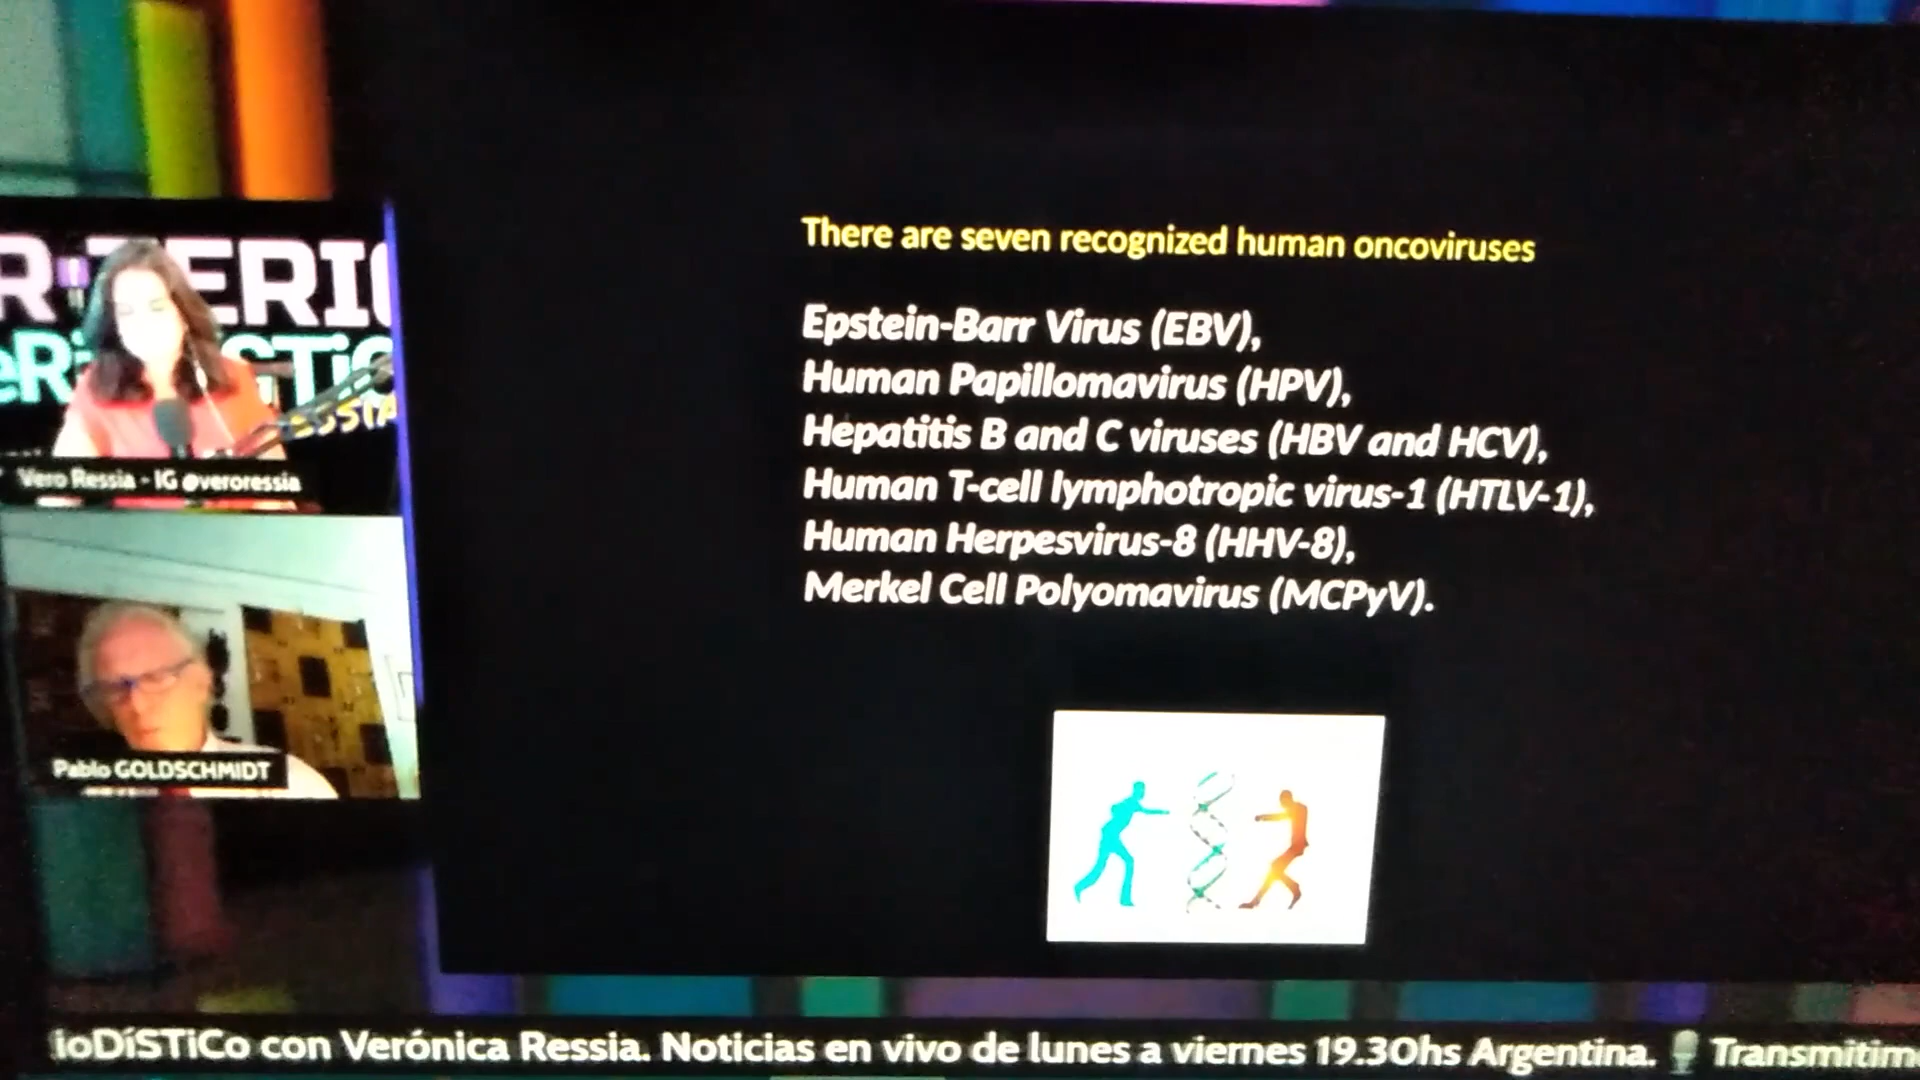 There are seven recognized human oncoviruses
Epstein-Barr Virus (EBV),
Human Papillomavirus (HPV),
Hepatitis B and C viruses (HBV and HCV),
Human T-cell lymphotropic virus-1 (HTLV-1),
Human Herpesvirus-8 (HHV-8),
Merkel Cell Polyomavirus (MCPyV).
Vero Ressia - IG @veroressia
Pablo GOLDSCHMIDT
ioDíSTiCo con Verónica Ressia. Noticias en vivo de lunes a viernes 19.30hs Argentina. Transmitim